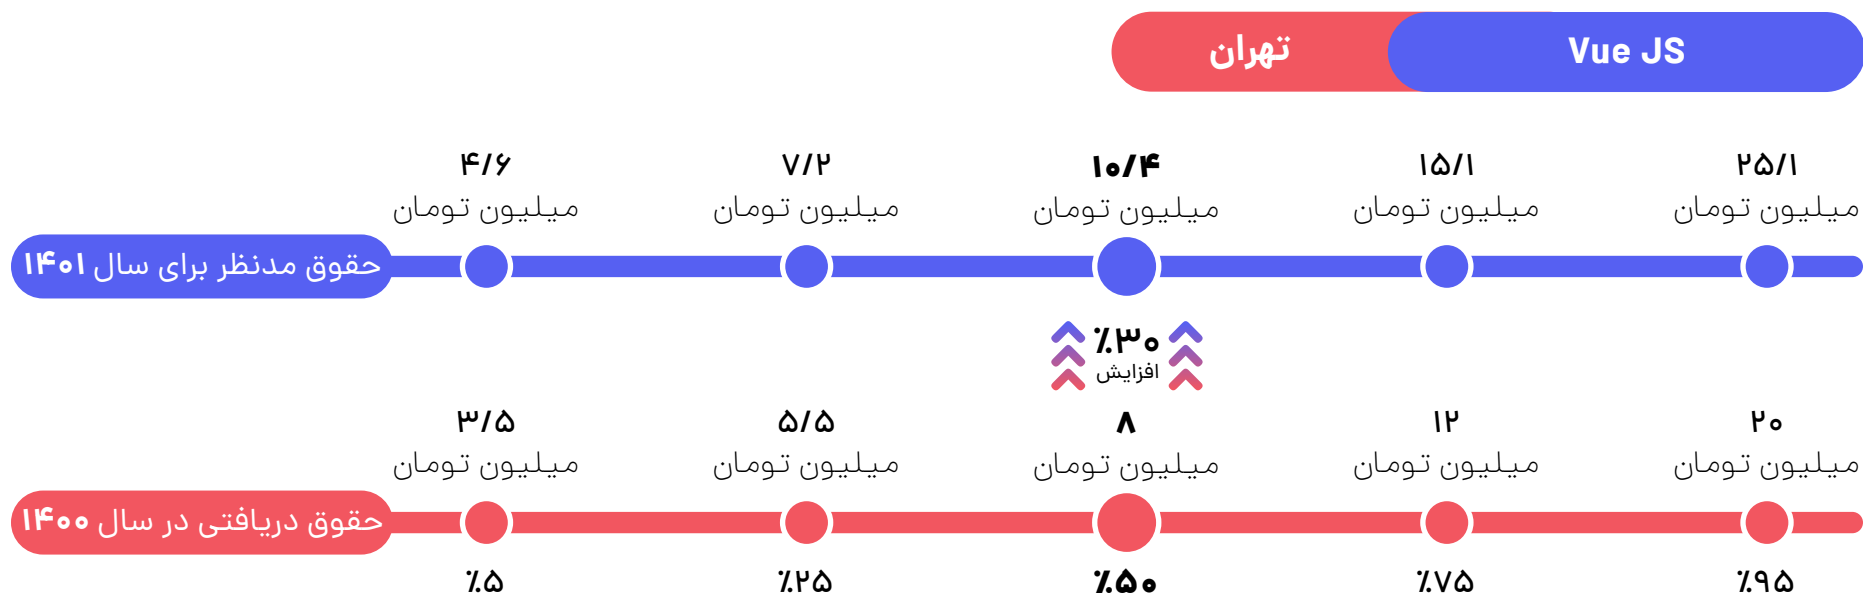 Vue JS
تهران
۲۵/۱
میلیون تومان
۱۵/۱
میلیون تومان
۱۰/۴
میلیون تومان
۷/۲
میلیون تومان
۴/۶
میلیون تومان
حقوق مدنظر برای سال ۱۴۰۱
٪۳۰
افزایش
۲۰
میلیون تومان
۱۲
میلیون تومان
۸
میلیون تومان
۵/۵
میلیون تومان
۳/۵
میلیون تومان
حقوق دریافتی در سال ۱۴۰۰
٪۹۵
٪۷۵
٪۵۰
٪۲۵
٪۵